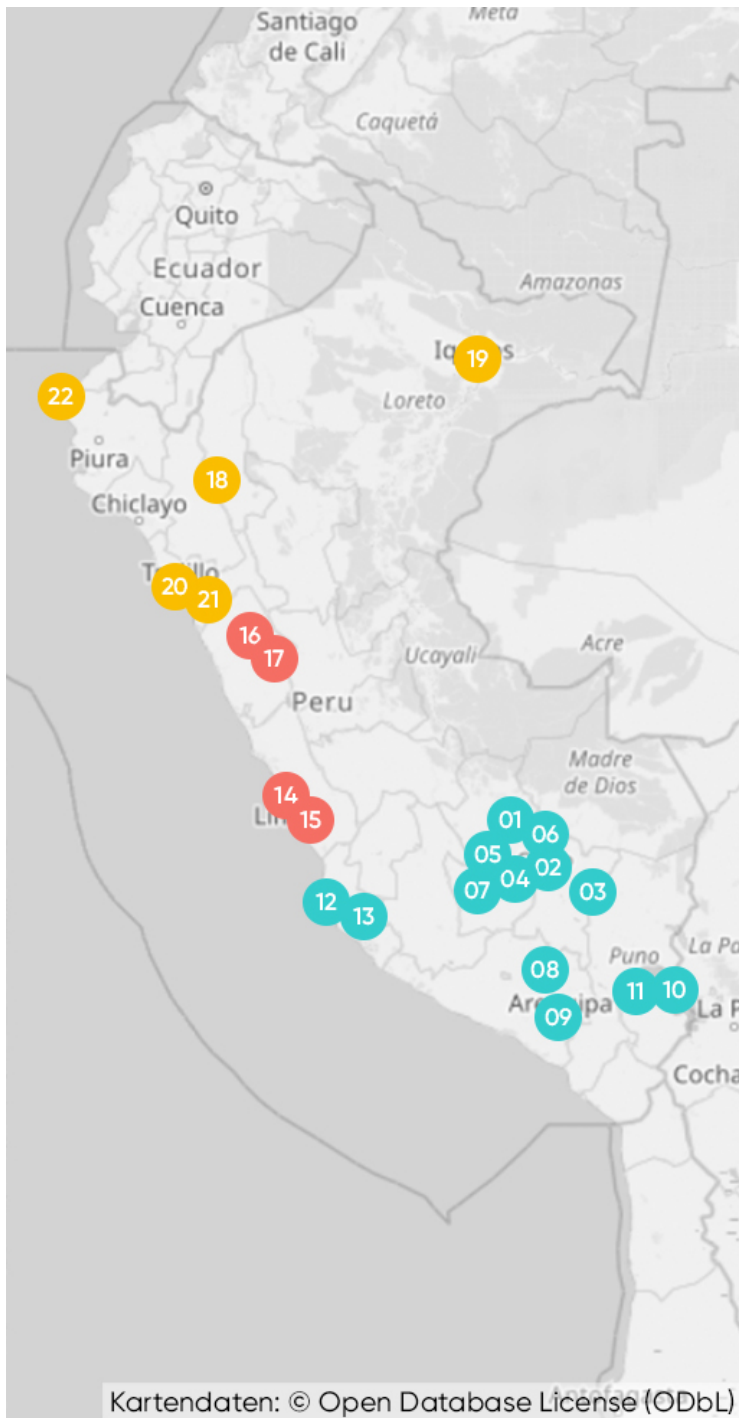 Meta
Santiago
de Cali
Caquetá
Quito
Ecuador
Amazonas
Cuenca
19
Loreto
22
Piura
18
Chiclayo
20
21
16
17
Acre
Ucayali
Peru
Madre
de Dios
14
15
01
06
05
02
04
07
03
12
13
Puno
08
11
10
09
Kartendaten: © Open Database License (ODbL)